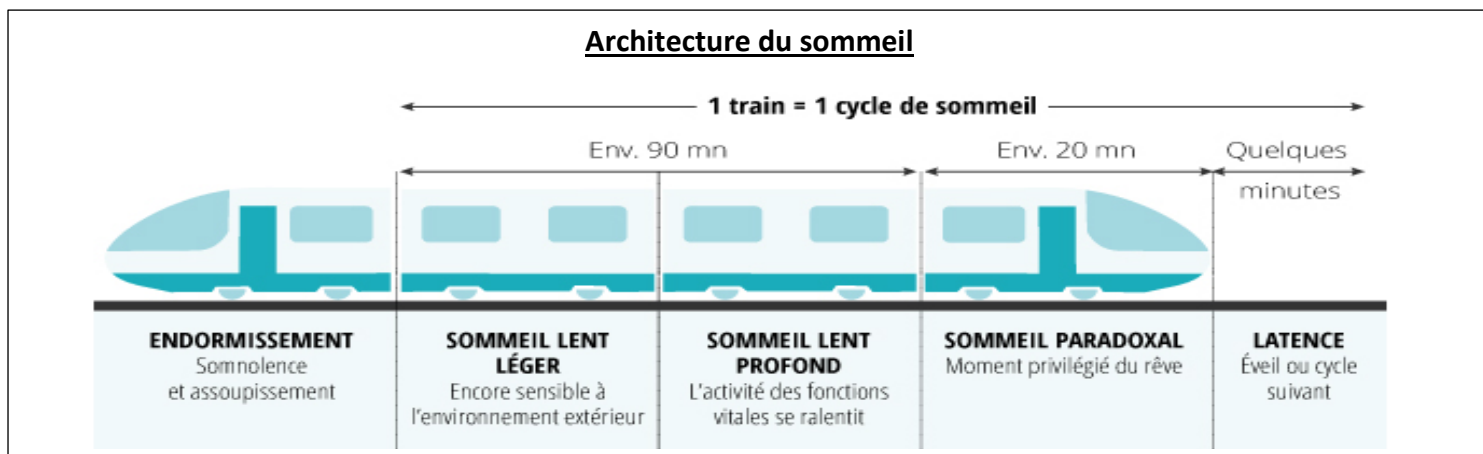 Architecture du sommeil
1 train = 1 cycle de sommeil
Env. 90 mn
Env. 20 mn
Quelques
minutes
ENDORMISSEMENT
Somnolence
et assoupissement
SOMMEIL LENT
LÉGER
Encore sensible à
l'environnement extérieur
SOMMEIL LENT
PROFOND
L'activité des fonctions
vitales se ralentit
SOMMEIL PARADOXAL
Moment privilégié du rêve
LATENCE
Éveil ou cycle
suivant